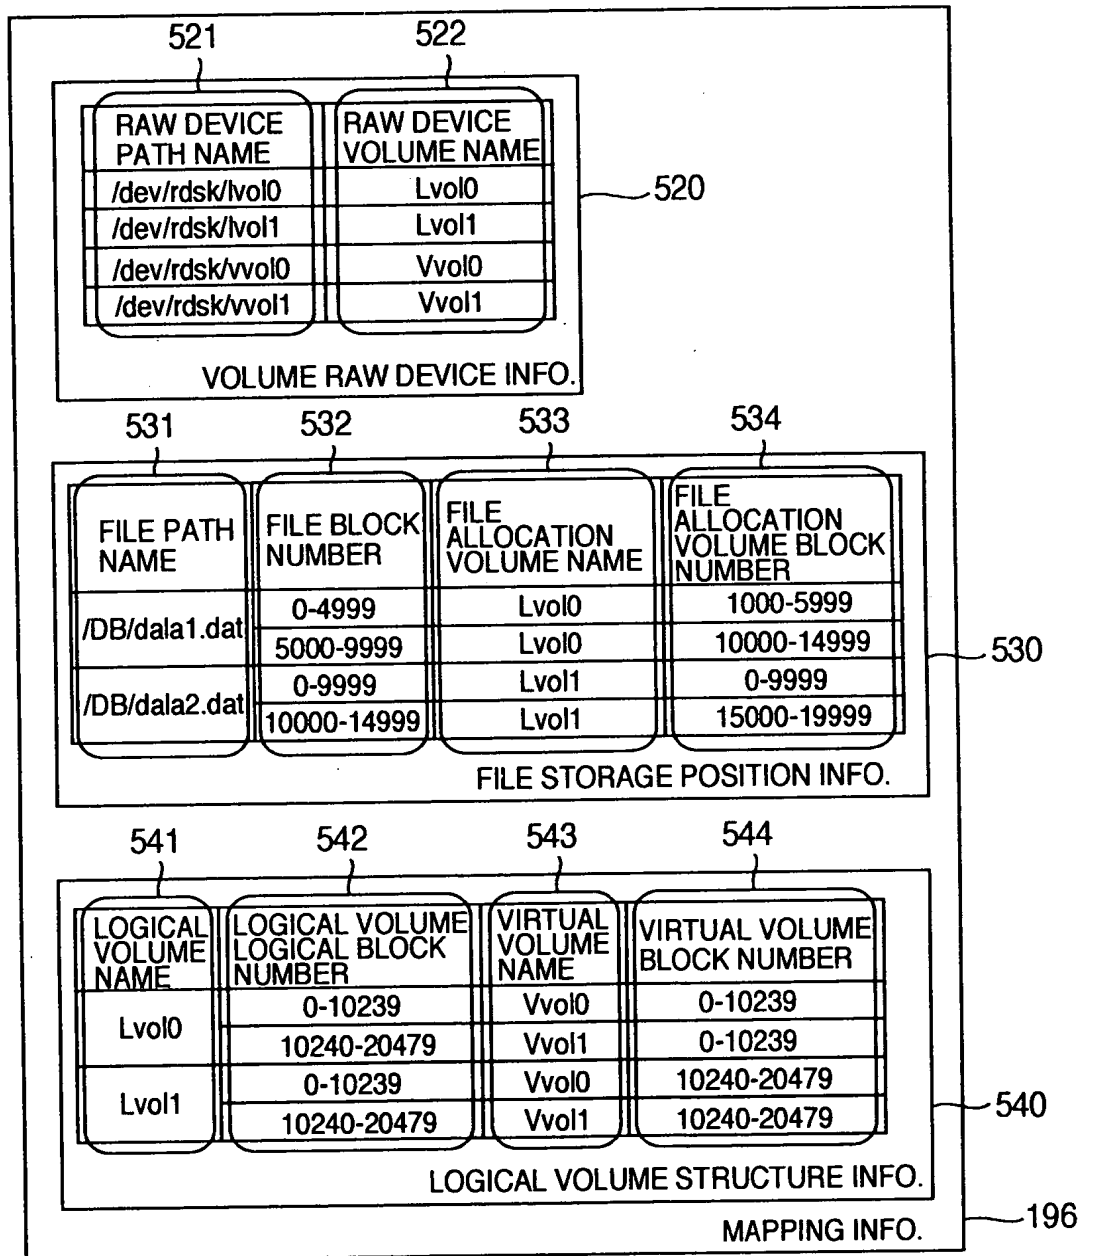 521 522
RAW DEVICE RAW DEVICE
PATH NAME VOLUME NAME
/dev/rdsk/lvol0 Lvol0
/dev/rdsk/lvol1 Lvol1
/dev/rdsk/vvol0 Vvol0
/dev/rdsk/vvol1 Vvol1
520
VOLUME RAW DEVICE INFO.
531 532 533 534
FILE PATH
NAME
FILE BLOCK
NUMBER
FILE
ALLOCATION
VOLUME NAME
FILE
ALLOCATION
VOLUME BLOCK
NUMBER
/DB/dala1.dat
0-4999 Lvol0 1000-5999
5000-9999 Lvol0 10000-14999
/DB/dala2.dat
0-9999 Lvol1 0-9999
10000-14999 Lvol1 15000-19999
530
FILE STORAGE POSITION INFO.
541 542 543 544
LOGICAL
VOLUME
NAME
LOGICAL VOLUME
LOGICAL BLOCK
NUMBER
VIRTUAL
VOLUME
NAME
VIRTUAL VOLUME
BLOCK NUMBER
Lvol0
0-10239 Vvol0 0-10239
10240-20479 Vvol1 0-10239
Lvol1
0-10239 Vvol0 10240-20479
10240-20479 Vvol1 10240-20479
540
LOGICAL VOLUME STRUCTURE INFO.
MAPPING INFO.
196